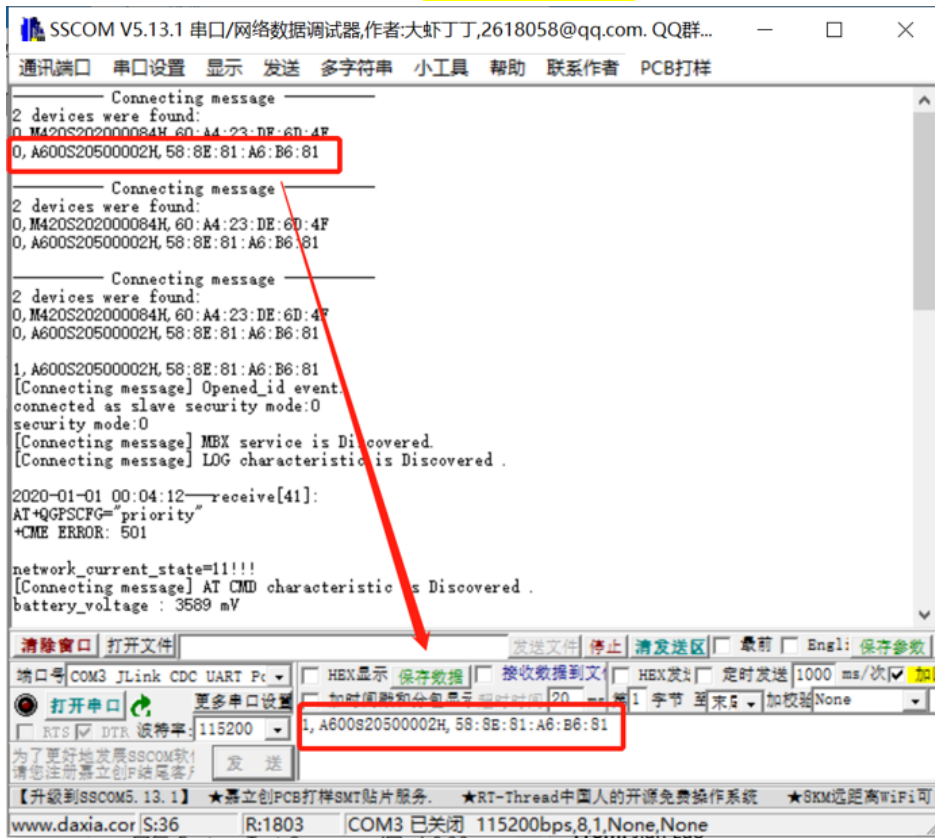 SSCOM V5.13.1 串口/网络数据调试器,作者:大虾丁丁,2618058@qq.com. QQ群...
通讯端口 串口设置 显示 发送 多字符串 小工具 帮助 联系作者 PCB打样
Connecting message
2 devices were found:
0,M420S202000084H,60:A4:23:DE:6D:4F
0,A600S20500002H,58:8E:81:A6:B6:81
Connecting message
2 devices were found:
0,M420S202000084H,60:A4:23:DE:6D:4F
0,A600S20500002H,58:8E:81:A6:B6:81
Connecting message
2 devices were found:
0,M420S202000084H,60:A4:23:DE:6D:4F
0,A600S20500002H,58:8E:81:A6:B6:81
1,A600S20500002H,58:8E:81:A6:B6:81
[Connecting message] Opened_id event.
connected as slave security mode:0
security mode:0
[Connecting message] MBX service is Discovered.
[Connecting message] LOG characteristic is Discovered .
2020-01-01 00:04:12——receive[41]:
AT+QGPSCFG="priority"
+CME ERROR: 501
network_current_state=11!!!
[Connecting message] AT CMD characteristic is Discovered .
battery_voltage : 3589 mV
清除窗口 打开文件 发送文件 停止 清发送区 最前 Engli 保存参数
端口号 COM3 JLink CDC UART Po HEX显示 保存数据 接收数据到文 HEX发 定时发送 1000 ms/次 加
打开串口 更多串口设置 加时间戳和分包显示 超时时间 20 ms 第 1 字节 至 末尾 加校验 None
RTS DTR 波特率: 115200 1,A600S20500002H,58:8E:81:A6:B6:81
为了更好地发展SSCOM软
请您注册嘉立创F结尾客
发 送
【升级到SSCOM5.13.1】 ★嘉立创PCB打样SMT贴片服务. ★RT-Thread中国人的开源免费操作系统 ★8KM远距离WiFi可
www.daxia.cor S:36 R:1803 COM3 已关闭 115200bps,8,1,None,None